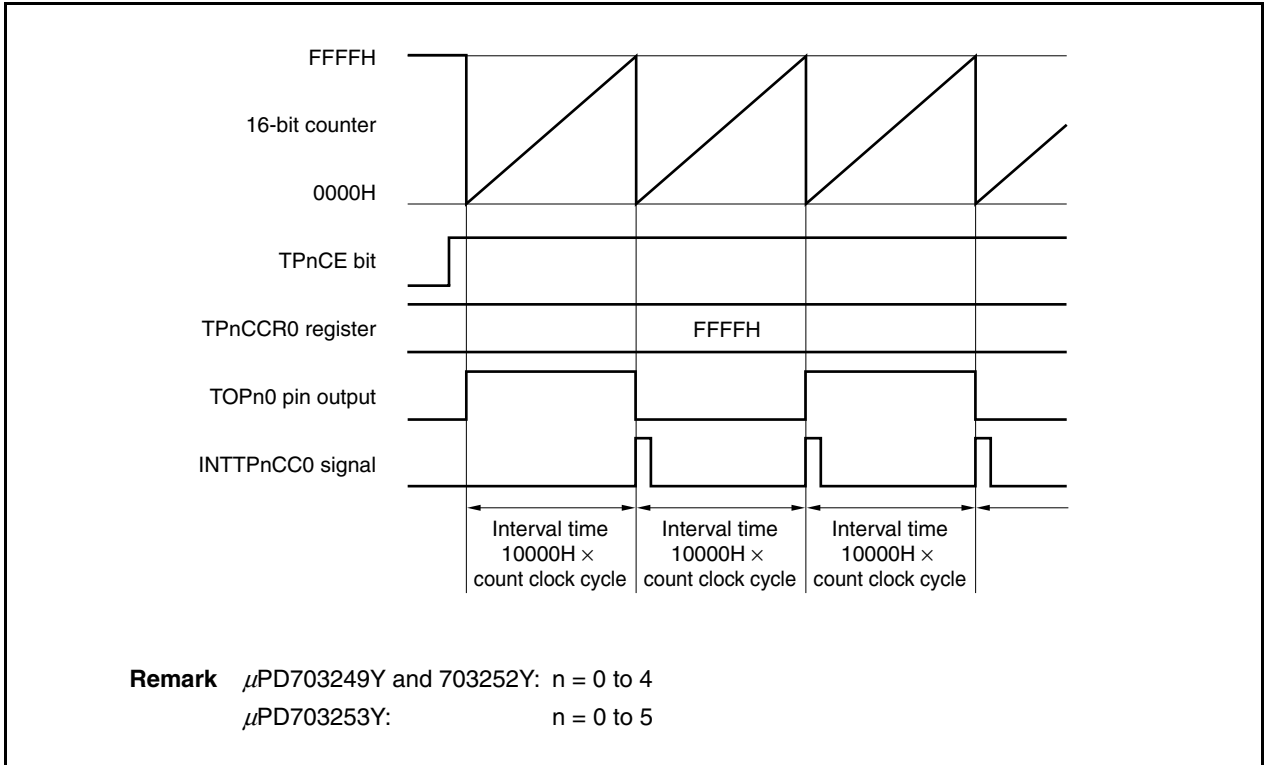 FFFFH
16-bit counter
0000H
TPnCE bit
TPnCCR0 register
FFFFH
TOPn0 pin output
INTTPnCC0 signal
Interval time
10000H ×
count clock cycle
Interval time
10000H ×
count clock cycle
Interval time
10000H ×
count clock cycle
Remark μPD703249Y and 703252Y: n = 0 to 4
μPD703253Y: n = 0 to 5